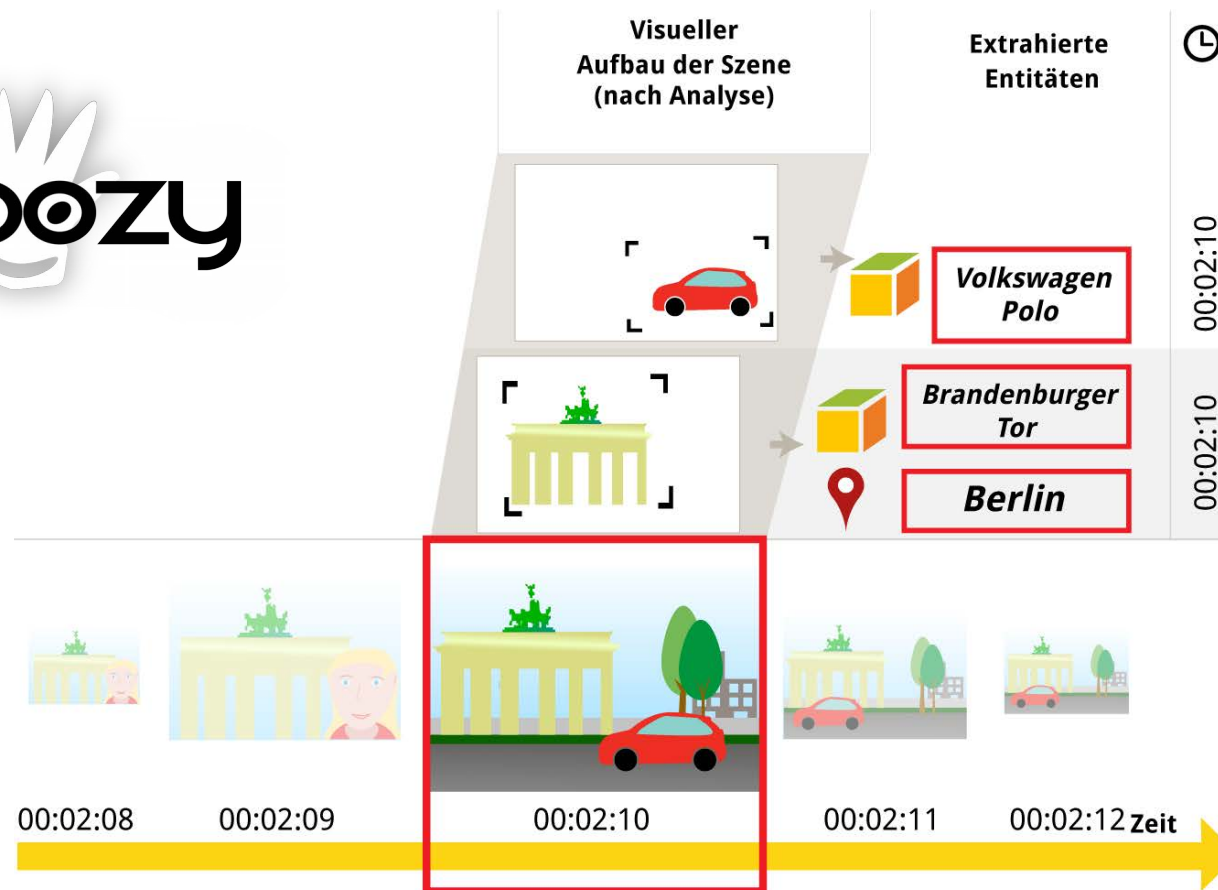 Visueller
Aufbau der Szene
(nach Analyse)
Extrahierte
Entitäten
ozy
Volkswagen
Polo
00:02:10
Brandenburger
Tor
Berlin
00:02:10
00:02:08
00:02:09
00:02:10
00:02:11
00:02:12
Zeit